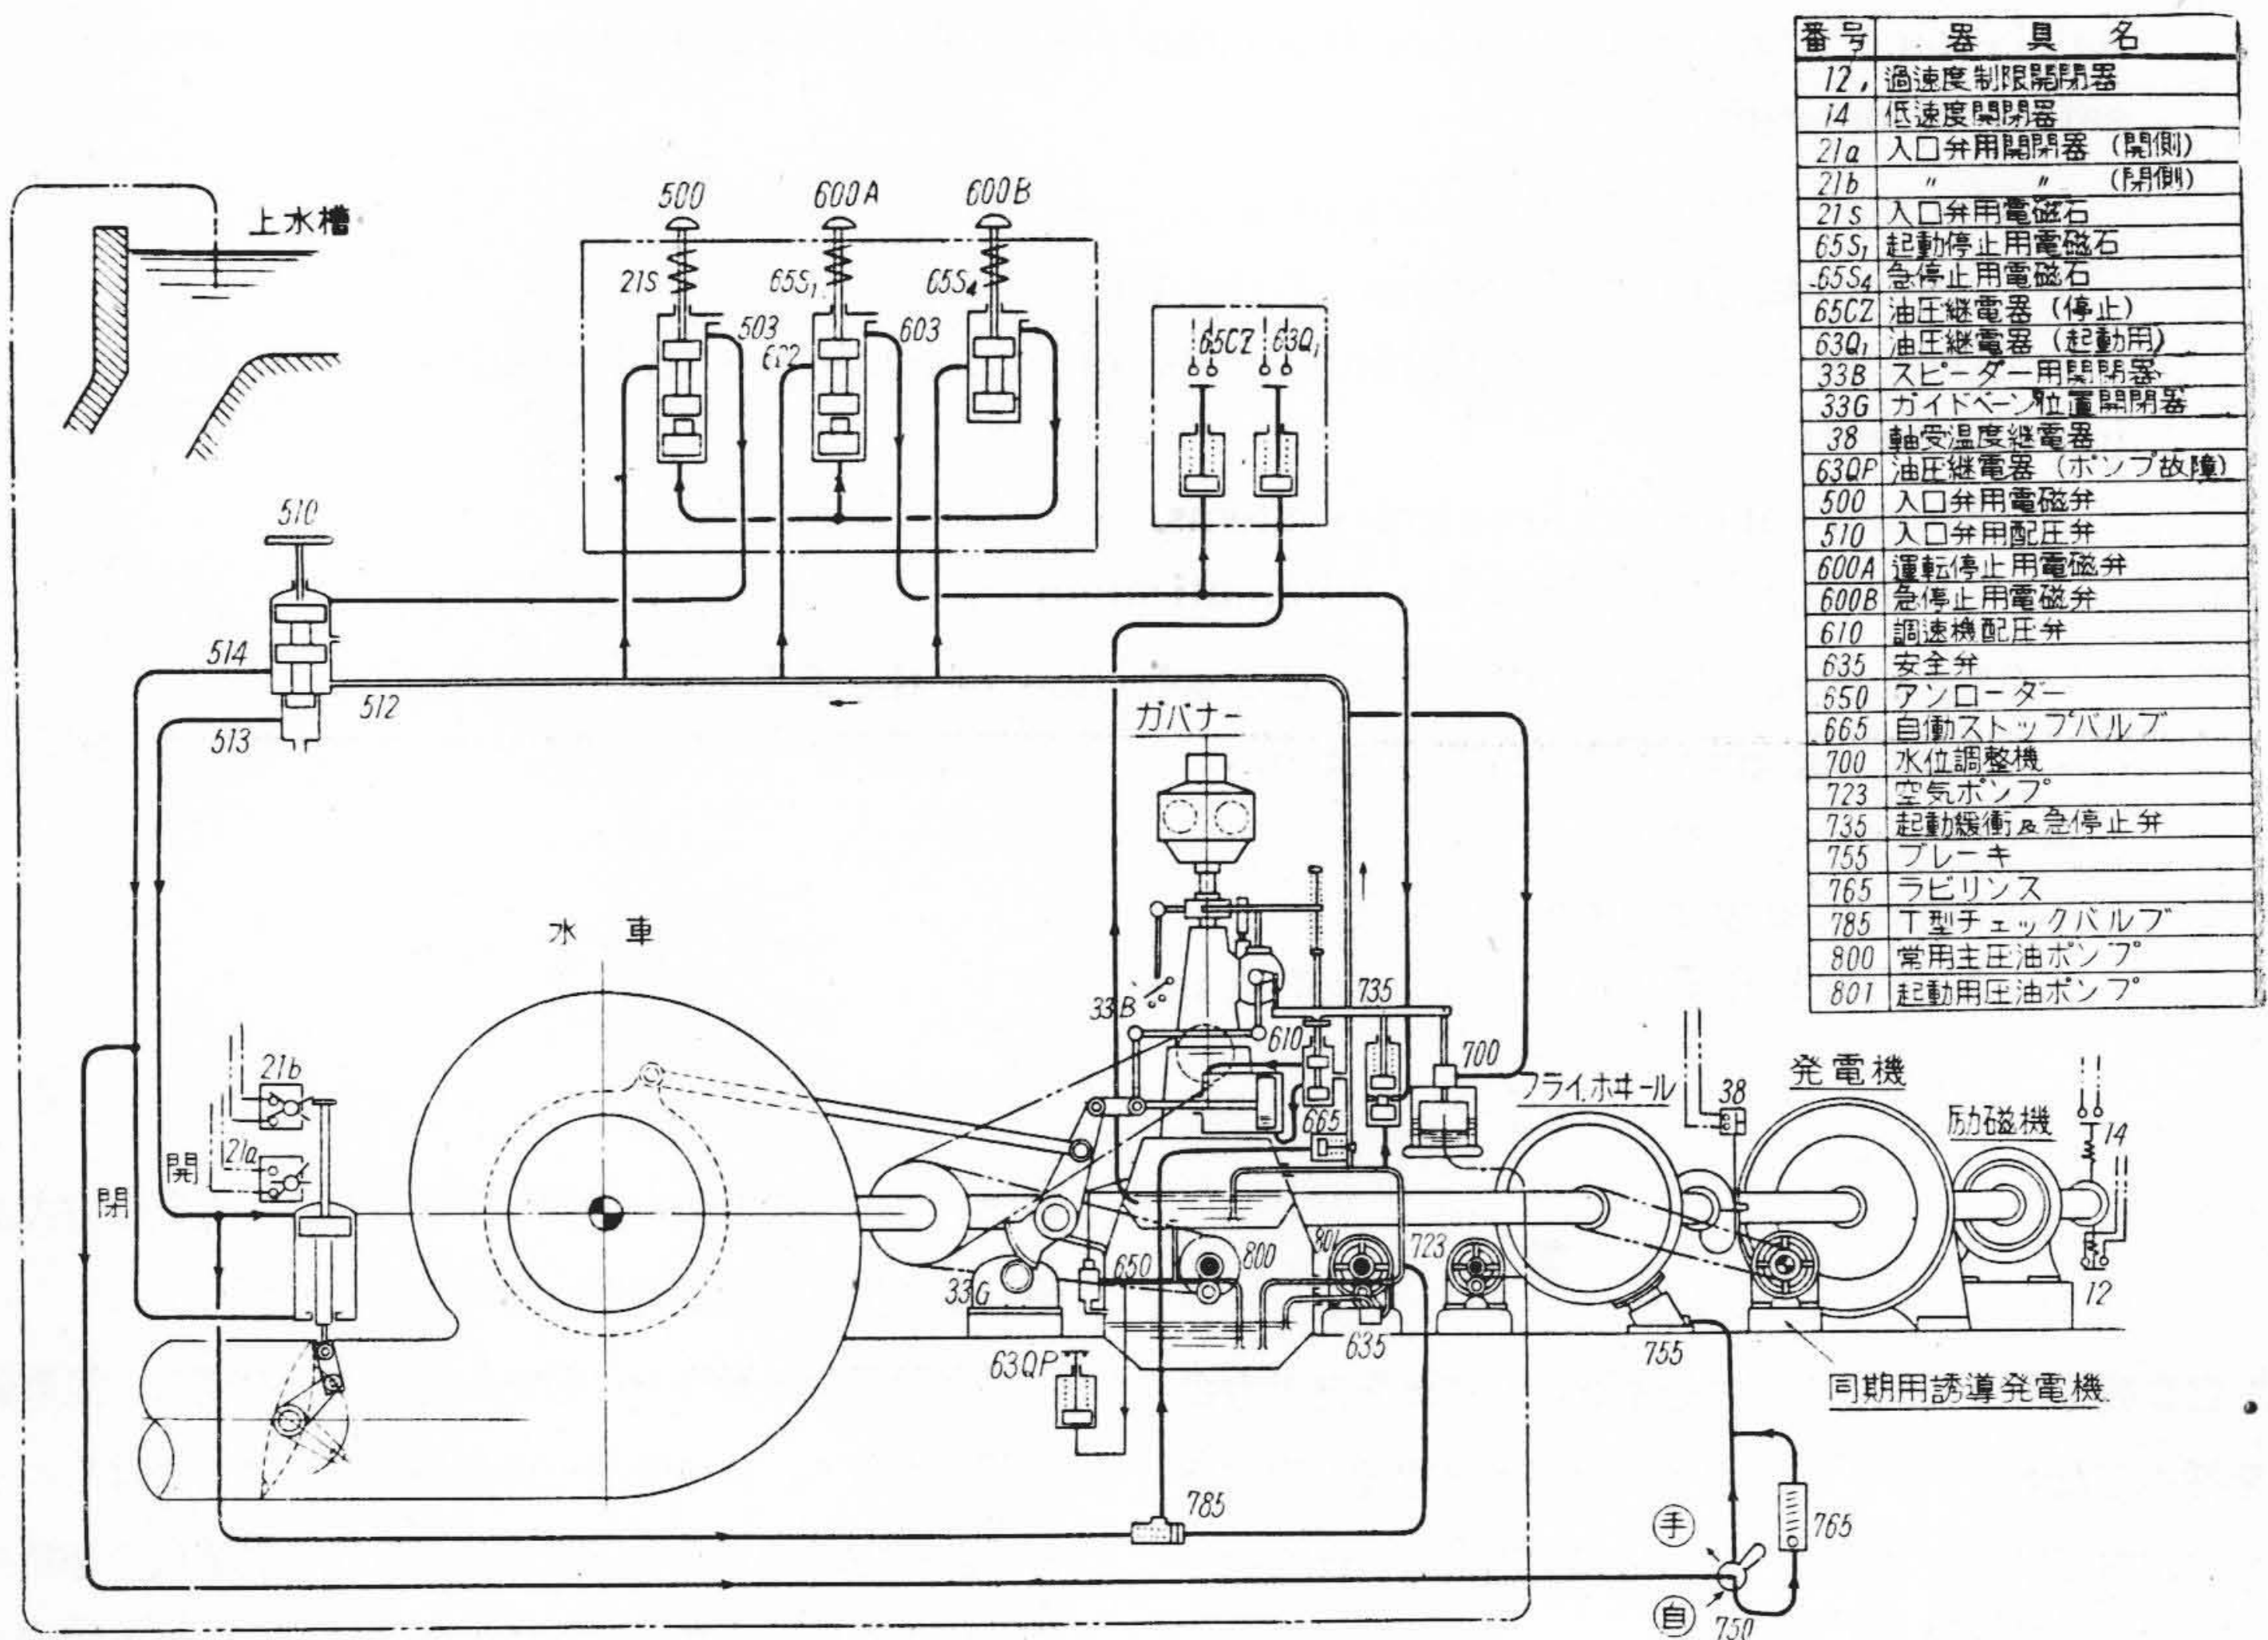 番号 器具名
12 過速度制限開閉器
14 低速度開閉器
21a 入口弁用開閉器 (開側)
21b 〃 〃 (閉側)
21S 入口弁用電磁石
65S₁ 起動停止用電磁石
65S₄ 急停止用電磁石
65CZ 油圧継電器 (停止)
63Q₁ 油圧継電器 (起動用)
33B スピーダー用開閉器
33G ガイドベーン位置開閉器
38 軸受温度継電器
63QP 油圧継電器 (ポンプ故障)
500 入口弁用電磁弁
510 入口弁用配圧弁
600A 運転停止用電磁弁
600B 急停止用電磁弁
610 調速機配圧弁
635 安全弁
650 アンローダー
665 自働ストップバルブ
700 水位調整機
723 空気ポンプ
735 起動緩衝及急停止弁
755 ブレーキ
765 ラビリンス
785 T型チェックバルブ
800 常用主圧油ポンプ
801 起動用圧油ポンプ
上水槽
500 600A 600B
21S 65S₁ 65S₄
503 603
65CZ 63Q₁
510
514
512
513
ガバナー
水車
33B
735
610
700
665
フライホヰール
38
発電機
励磁機
14
12
21b
21a
開
閉
33G
650
800
801
723
635
63QP
755
同期用誘導発電機
785
765
手
自
750